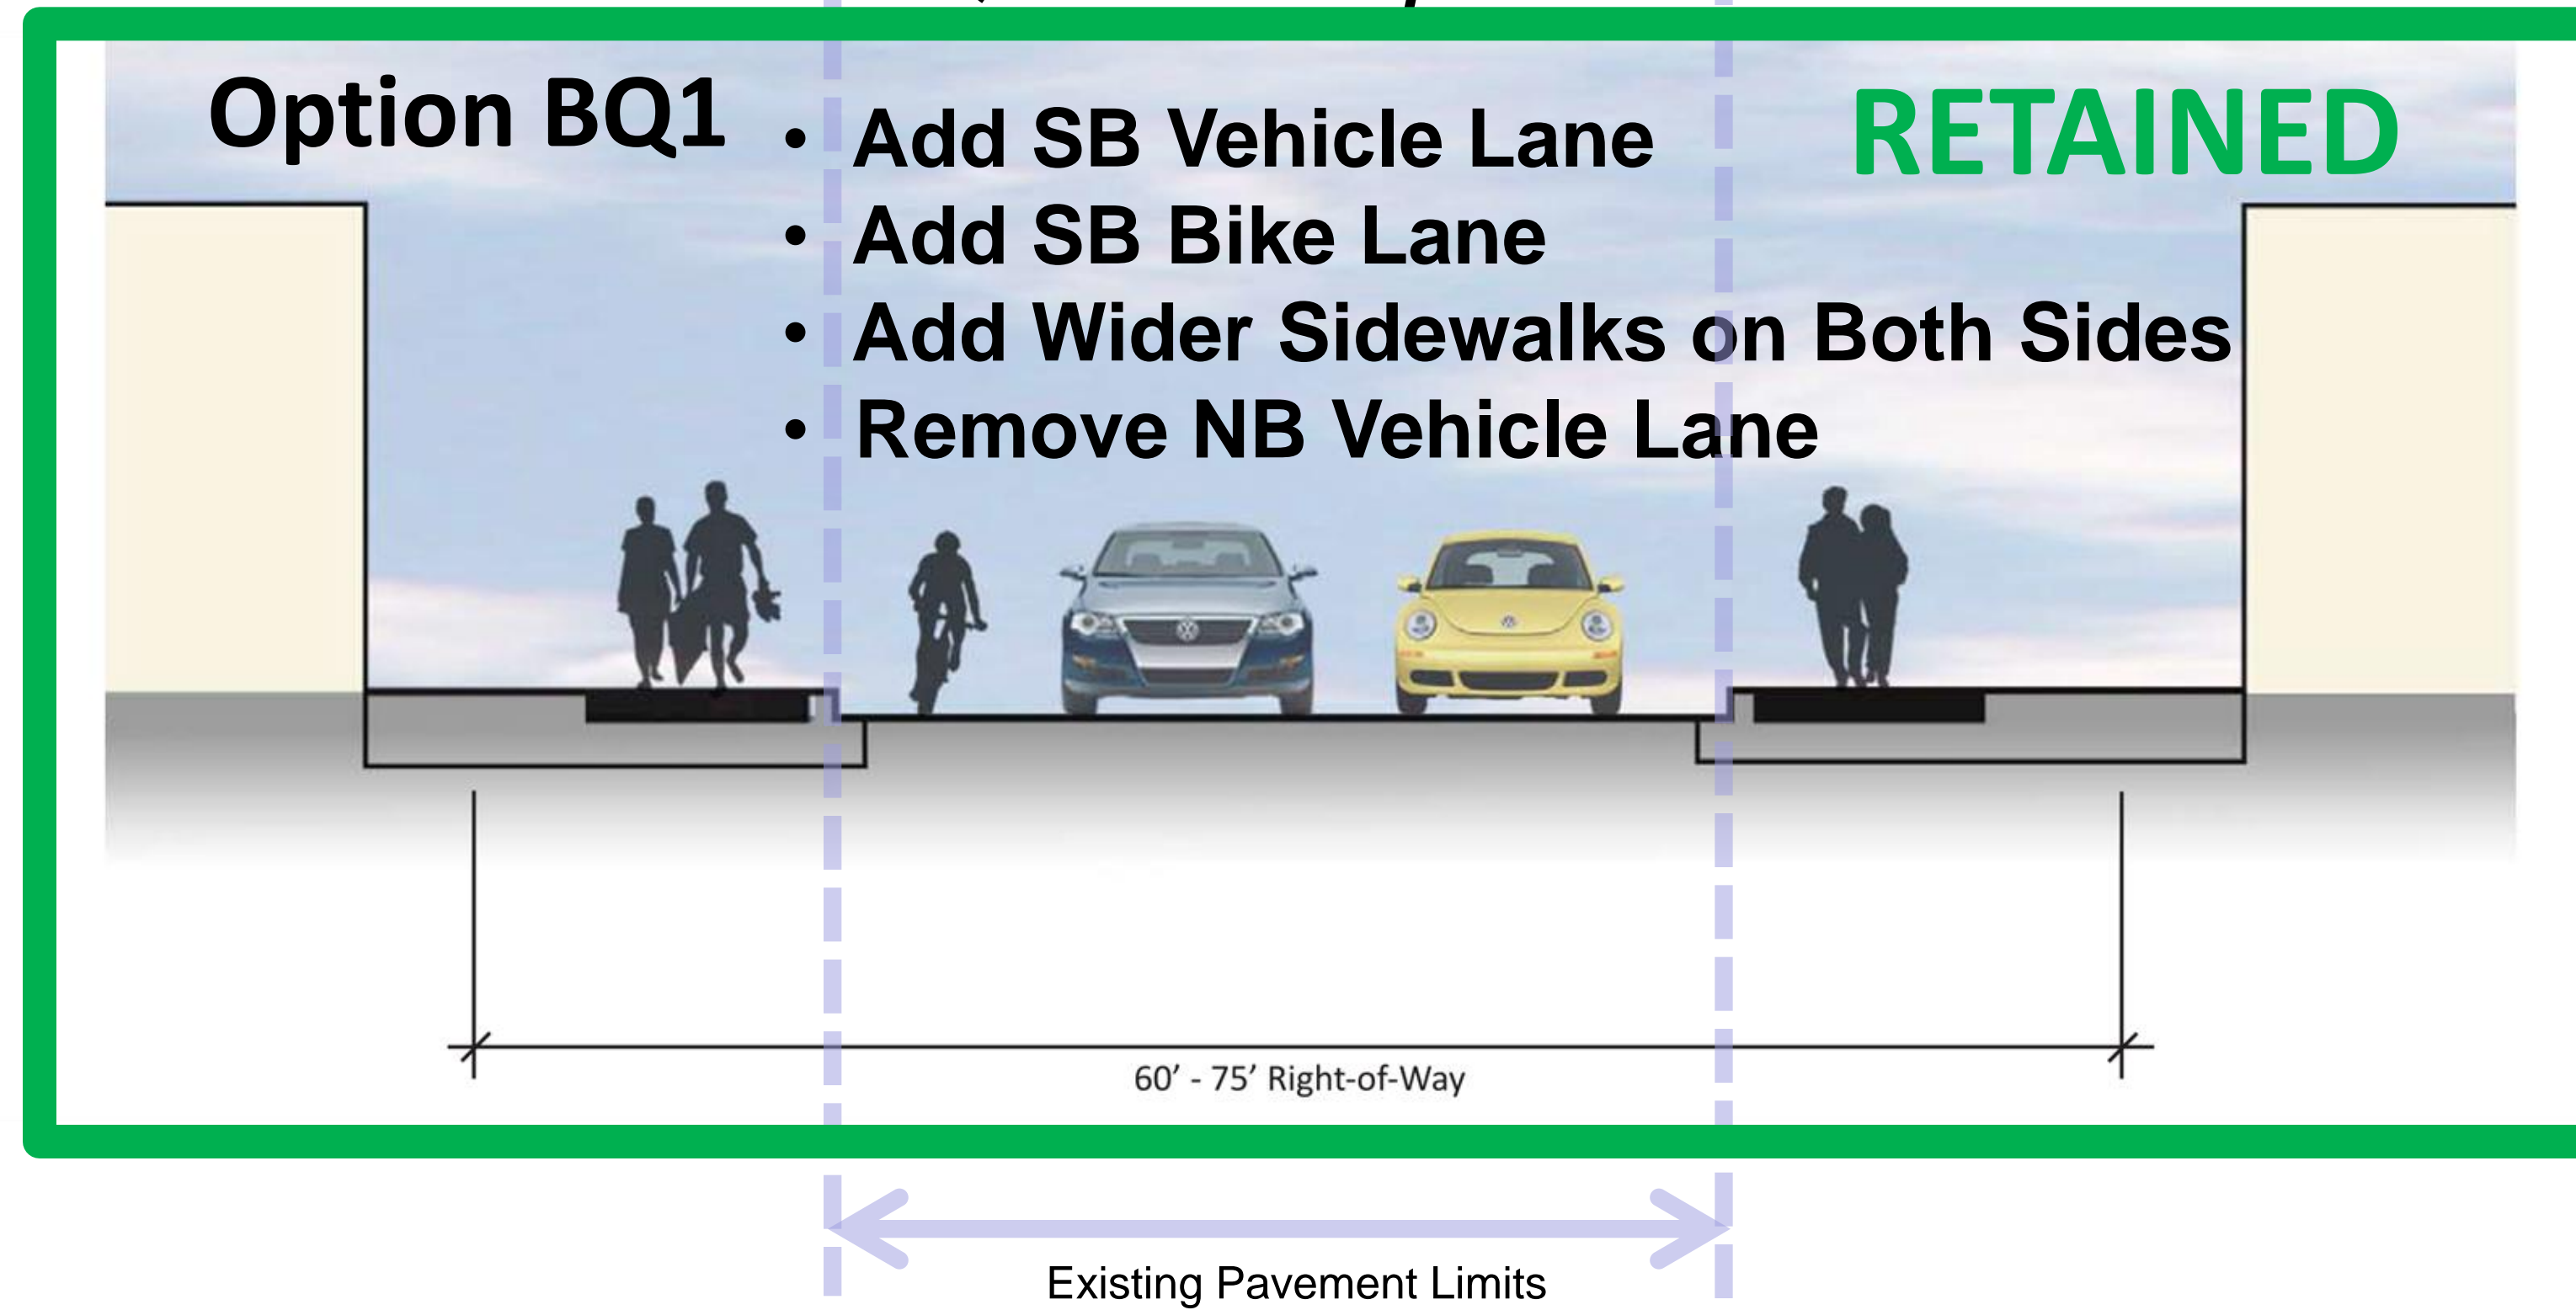 Option BQ1
RETAINED
• Add SB Vehicle Lane
• Add SB Bike Lane
• Add Wider Sidewalks on Both Sides
• Remove NB Vehicle Lane
60' - 75' Right-of-Way
Existing Pavement Limits